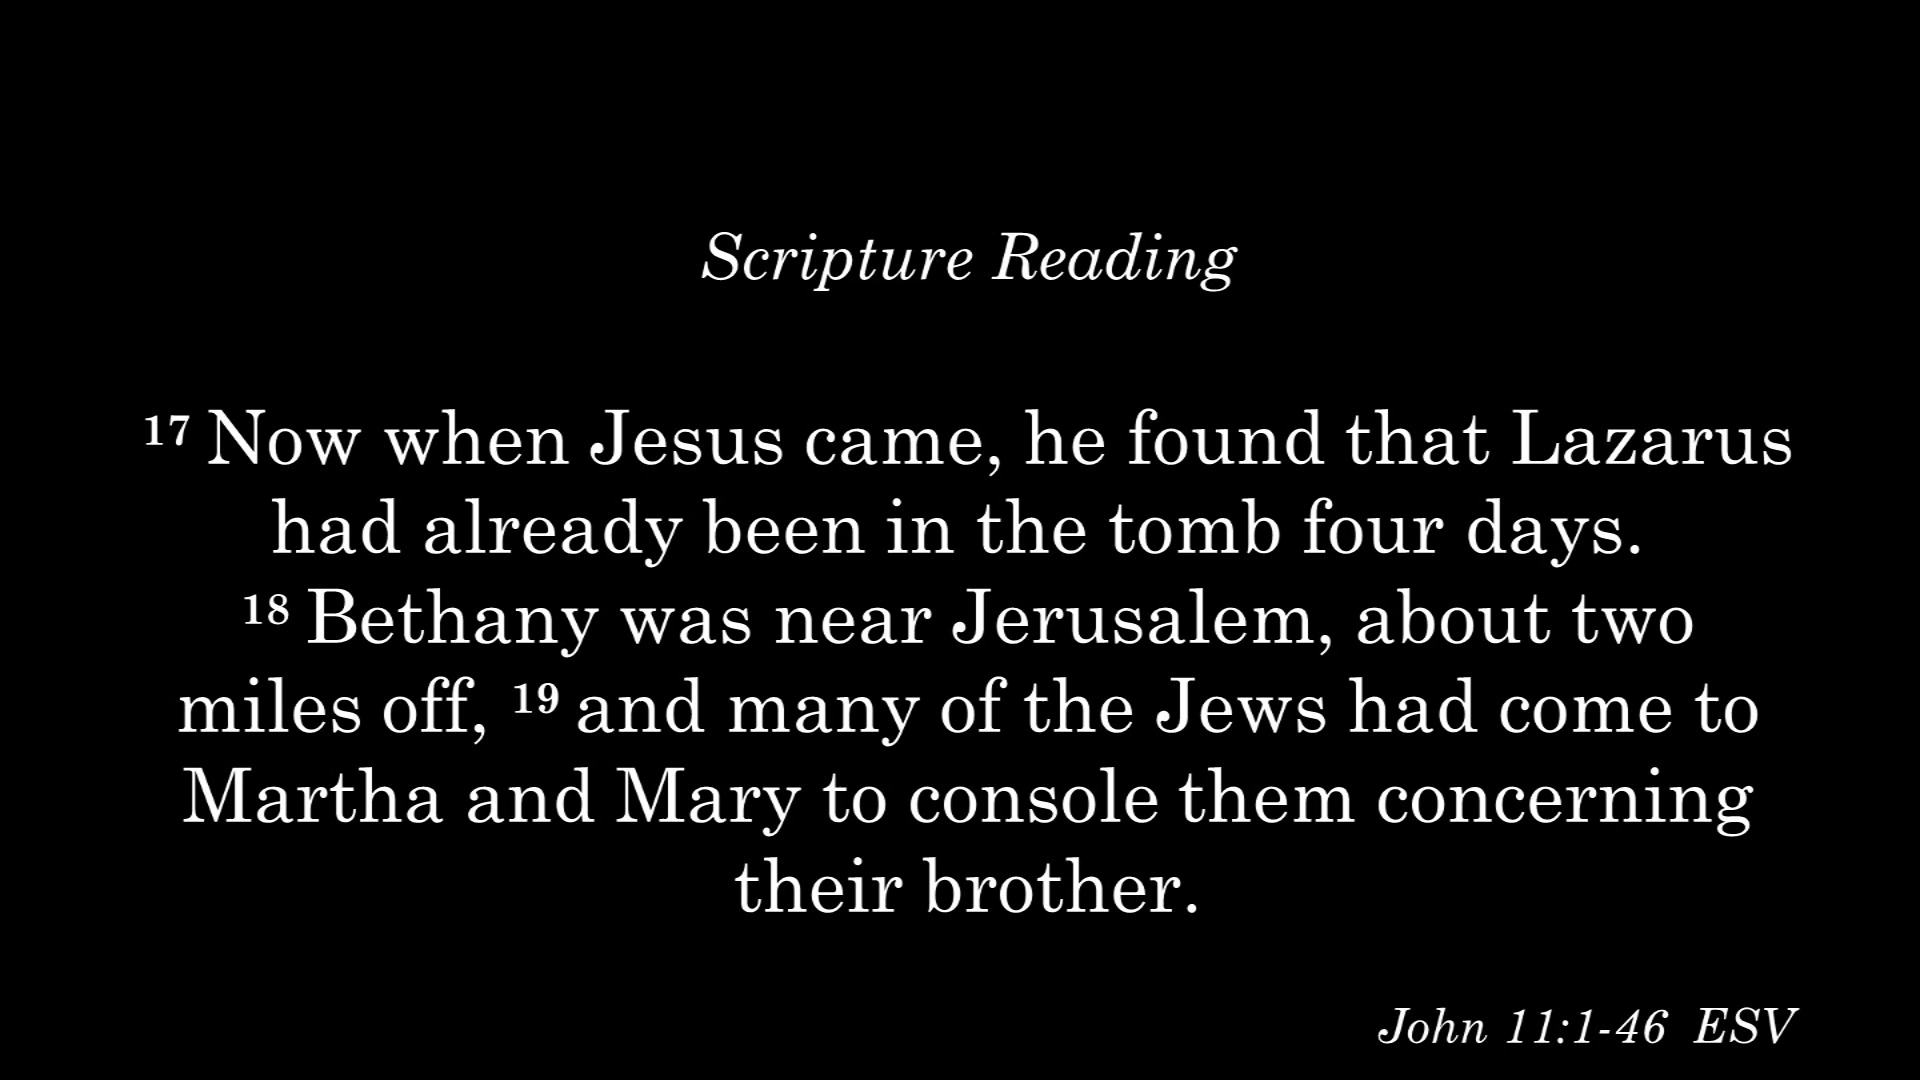 Scripture Reading
17 Now when Jesus came, he found that Lazarus
had already been in the tomb four days.
18 Bethany was near Jerusalem, about two
miles off, 19 and many of the Jews had come to
Martha and Mary to console them concerning
their brother.
John 11:1-46 ESV